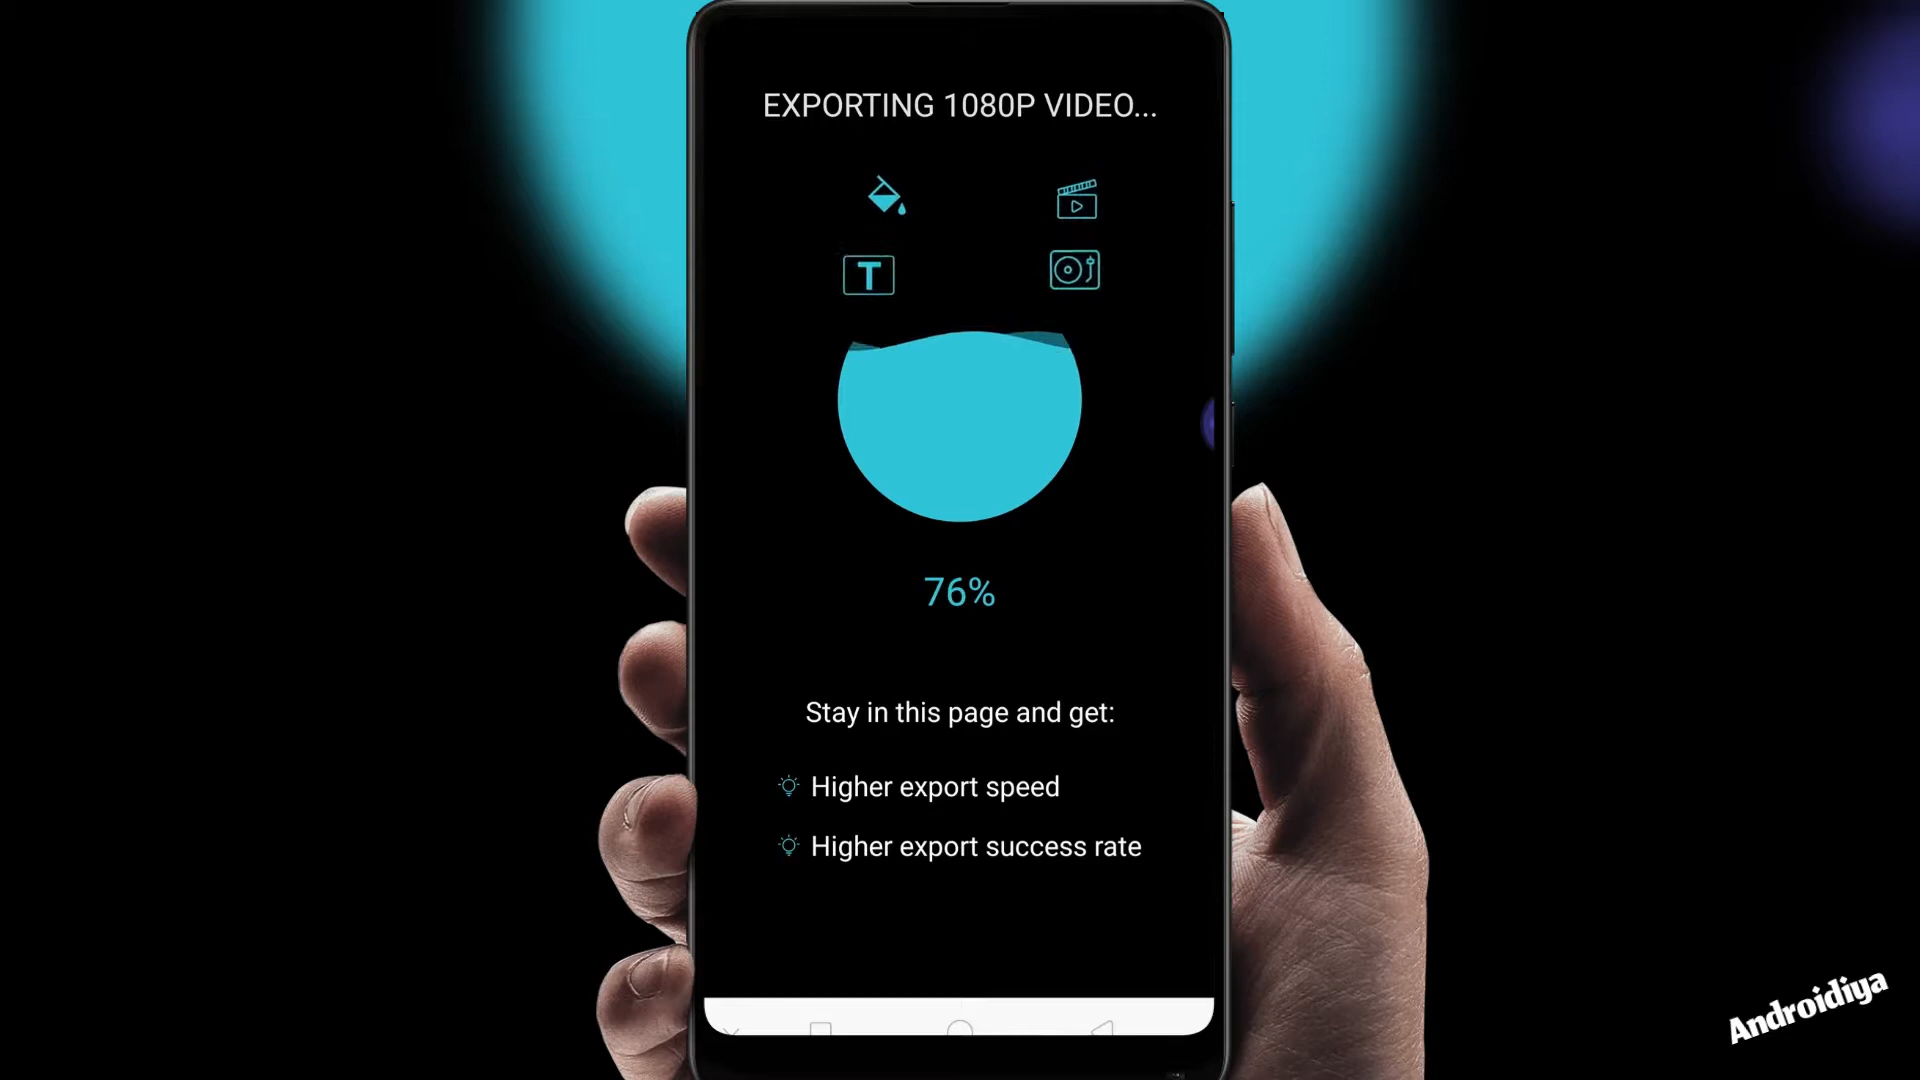 EXPORTING 1080P VIDEO...
T
76%
Stay in this page and get:
Higher export speed
Higher export success rate
Androidiya